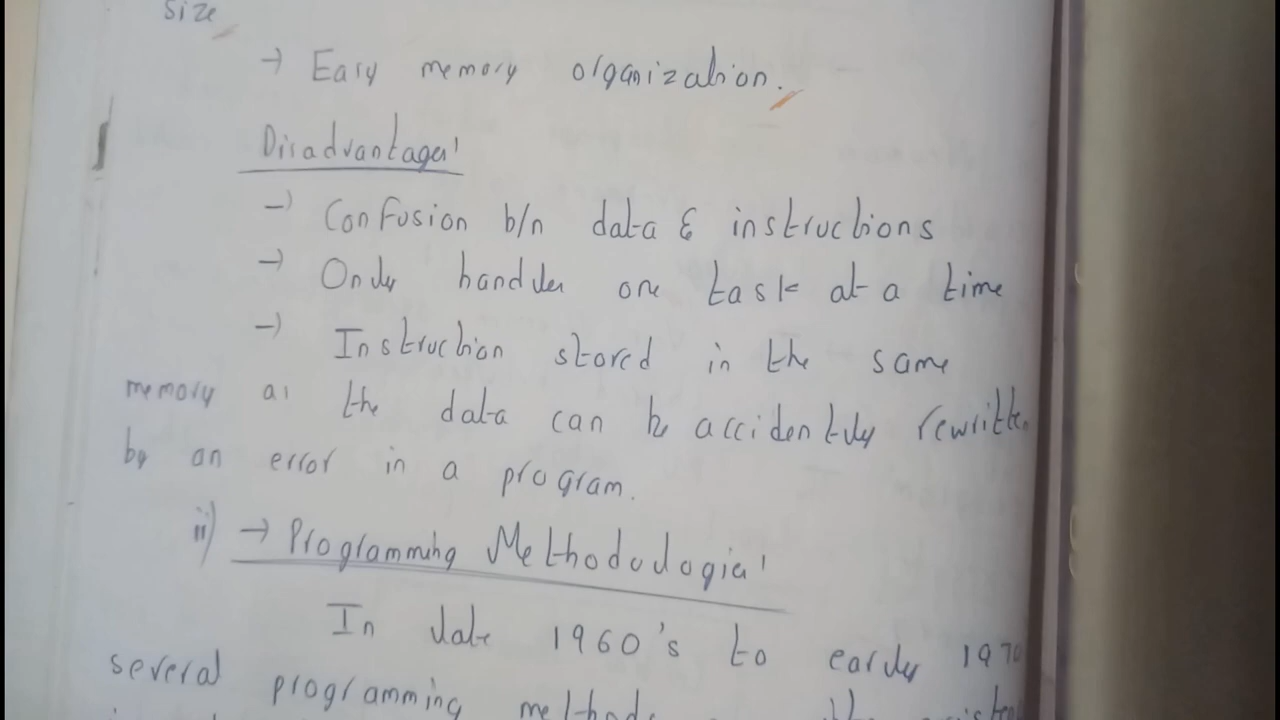 size
→ Easy memory organization.
Disadvantages:
→ Confusion b/n data & instructions
→ Only handles one task at a time
→ Instruction stored in the same
memory as the data can be accidently rewritten
by an error in a program.
ii) → Programming Methodologies:
In late 1960's to early 1970
several programming